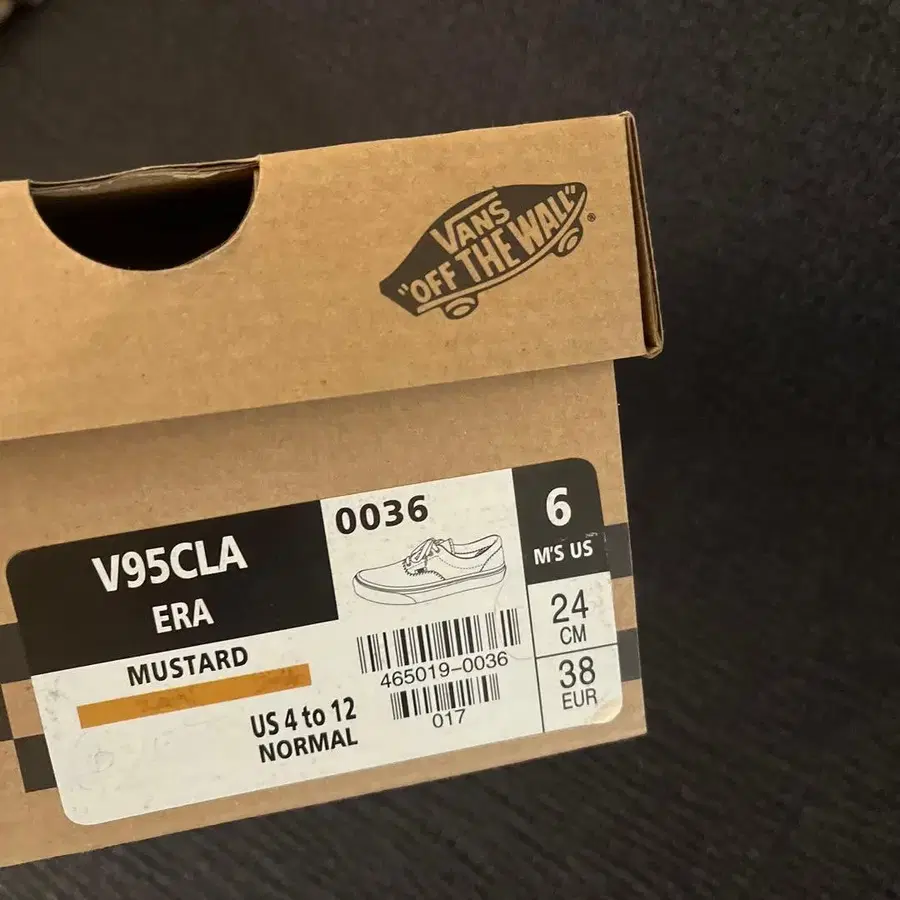 VANS
"OFF THE WALL"
®
V95CLA
ERA
MUSTARD
US 4 to 12
NORMAL
0036
465019-0036
017
6
M'S US
24
CM
38
EUR